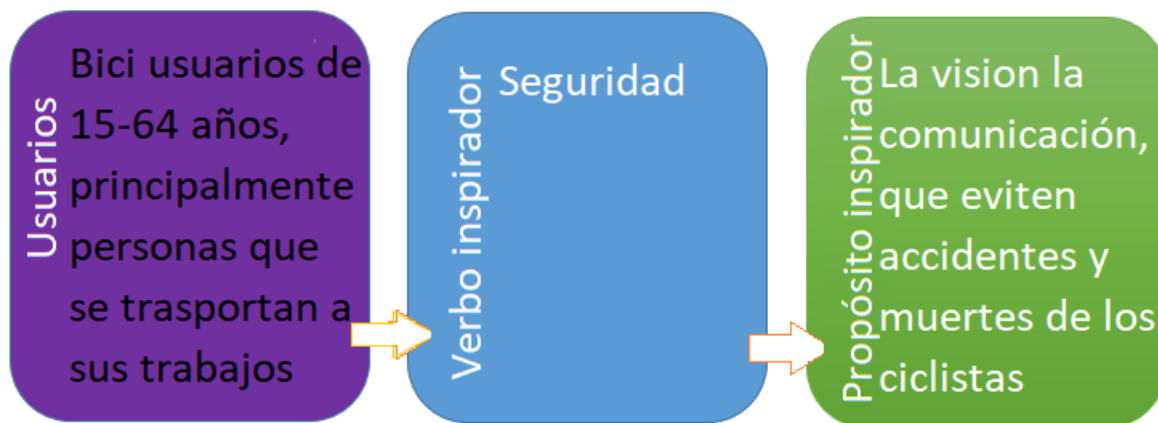 Usuarios
Bici usuarios de
15-64 años,
principalmente
personas que
se trasportan a
sus trabajos
Verbo inspirador
Seguridad
Propósito inspirador
La vision la
comunicación,
que eviten
accidentes y
muertes de los
ciclistas